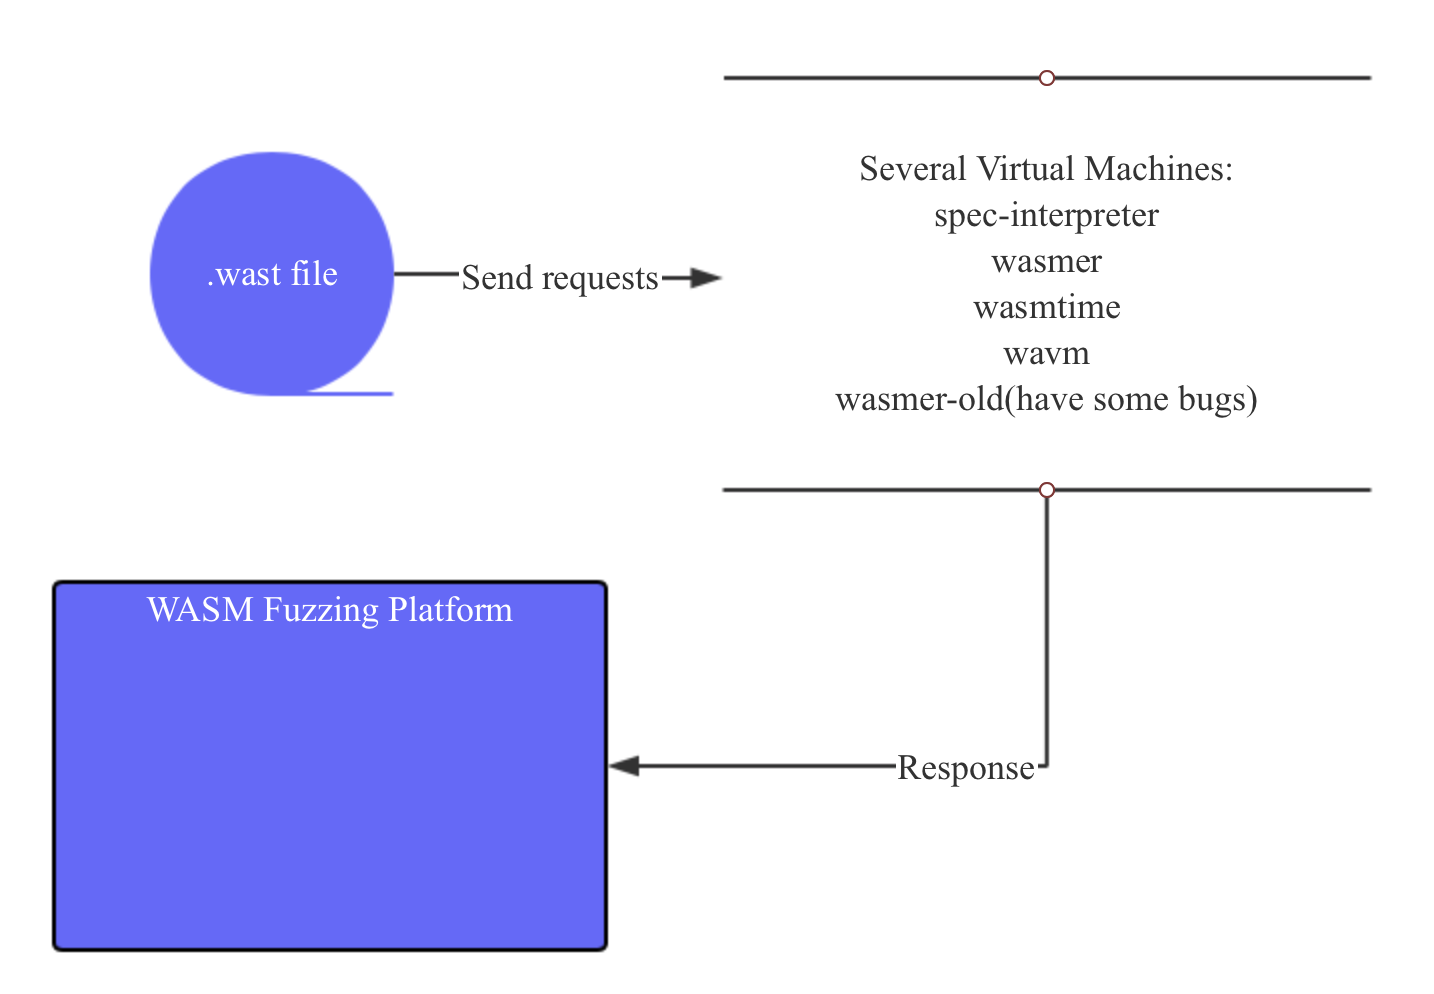 Several Virtual Machines:
spec-interpreter
wasmer
wasmtime
wavm
wasmer-old(have some bugs)
.wast file
Send requests
WASM Fuzzing Platform
Response